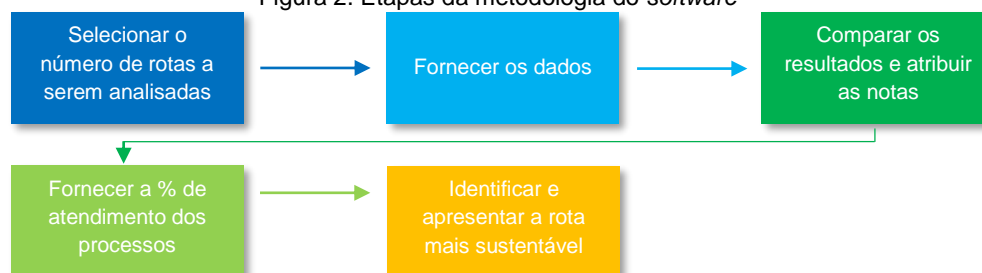 Figura 2. Etapas da metodologia do software
Selecionar o
número de rotas a
serem analisadas
Fornecer os dados
Comparar os
resultados e atribuir
as notas
Fornecer a % de
atendimento dos
processos
Identificar e
apresentar a rota
mais sustentável